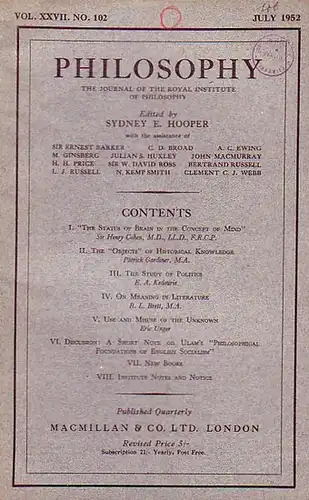 VOL. XXVII. NO. 102 JULY 1952
PHILOSOPHY
THE JOURNAL OF THE ROYAL INSTITUTE
OF PHILOSOPHY
Edited by
SYDNEY E. HOOPER
with the assistance of
SIR ERNEST BARKER C. D. BROAD A. C. EWING
M. GINSBERG JULIAN S. HUXLEY JOHN MACMURRAY
H. H. PRICE SIR W. DAVID ROSS BERTRAND RUSSELL
L. J. RUSSELL N. KEMP SMITH CLEMENT C. J. WEBB
CONTENTS
I. "THE STATUS OF BRAIN IN THE CONCEPT OF MIND"
Sir Henry Cohen, M.D., LL.D., F.R.C.P.
II. THE "OBJECTS" OF HISTORICAL KNOWLEDGE
Patrick Gardiner, M.A.
III. THE STUDY OF POLITICS
E. Kedourie
IV. ON MEANING IN LITERATURE
R. L. Brett, M.A.
V. USE AND MISUSE OF THE UNKNOWN
Eric Unger
VI. DISCUSSION: A SHORT NOTE ON ULAM'S "PHILOSOPHICAL
FOUNDATIONS OF ENGLISH SOCIALISM"
VII. NEW BOOKS
VIII. INSTITUTE NOTES AND NOTICE
Published Quarterly
MACMILLAN & CO. LTD. LONDON
Revised Price 5/-
Subscription 21/- Yearly, Post Free.